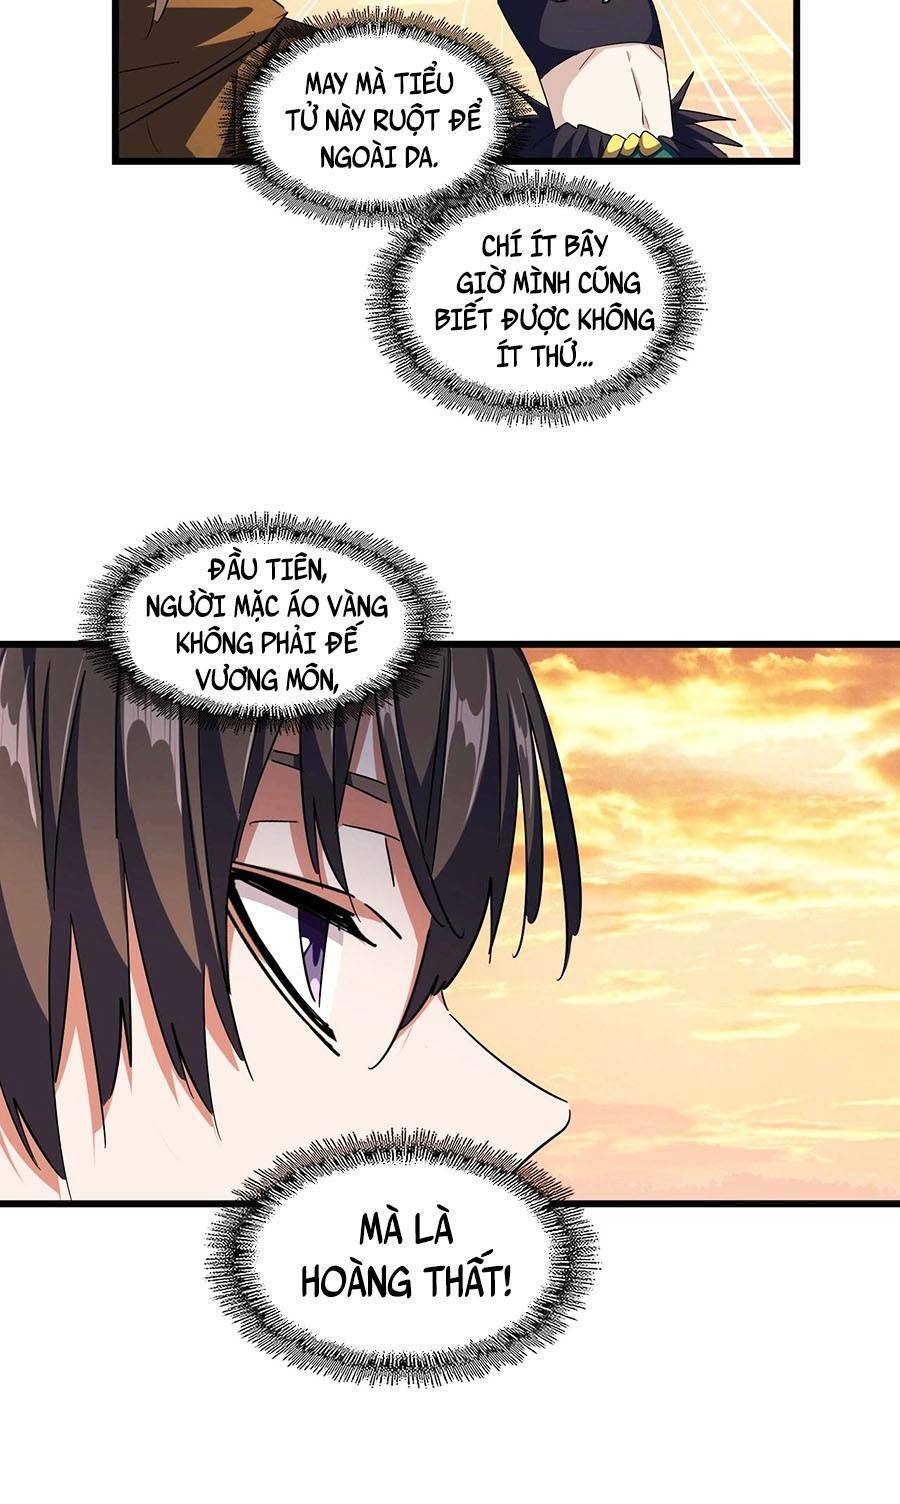 MAY MÀ TIỂU
TỬ NÀY RUỘT ĐỂ
NGOÀI DA.
CHÍ ÍT BÂY
GIỜ MÌNH CŨNG
BIẾT ĐƯỢC KHÔNG
ÍT THỨ...
ĐẦU TIÊN,
NGƯỜI MẶC ÁO VÀNG
KHÔNG PHẢI ĐẾ
VƯƠNG MÔN,
MÀ LÀ
HOÀNG THẤT!